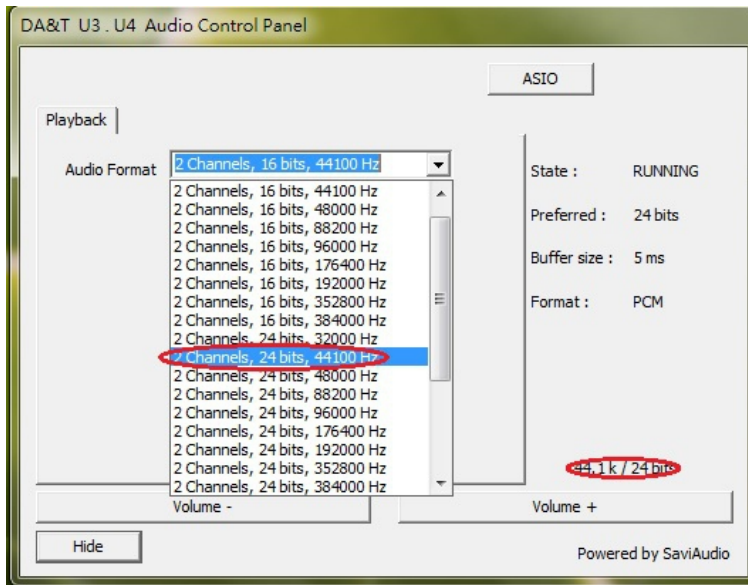 DA&T U3 . U4 Audio Control Panel
ASIO
Playback
Audio Format
2 Channels, 16 bits, 44100 Hz
2 Channels, 16 bits, 44100 Hz
2 Channels, 16 bits, 48000 Hz
2 Channels, 16 bits, 88200 Hz
2 Channels, 16 bits, 96000 Hz
2 Channels, 16 bits, 176400 Hz
2 Channels, 16 bits, 192000 Hz
2 Channels, 16 bits, 352800 Hz
2 Channels, 16 bits, 384000 Hz
2 Channels, 24 bits, 32000 Hz
2 Channels, 24 bits, 44100 Hz
2 Channels, 24 bits, 48000 Hz
2 Channels, 24 bits, 88200 Hz
2 Channels, 24 bits, 96000 Hz
2 Channels, 24 bits, 176400 Hz
2 Channels, 24 bits, 192000 Hz
2 Channels, 24 bits, 352800 Hz
2 Channels, 24 bits, 384000 Hz
State : RUNNING
Preferred : 24 bits
Buffer size : 5 ms
Format : PCM
44.1 k / 24 bits
Volume -
Volume +
Hide
Powered by SaviAudio